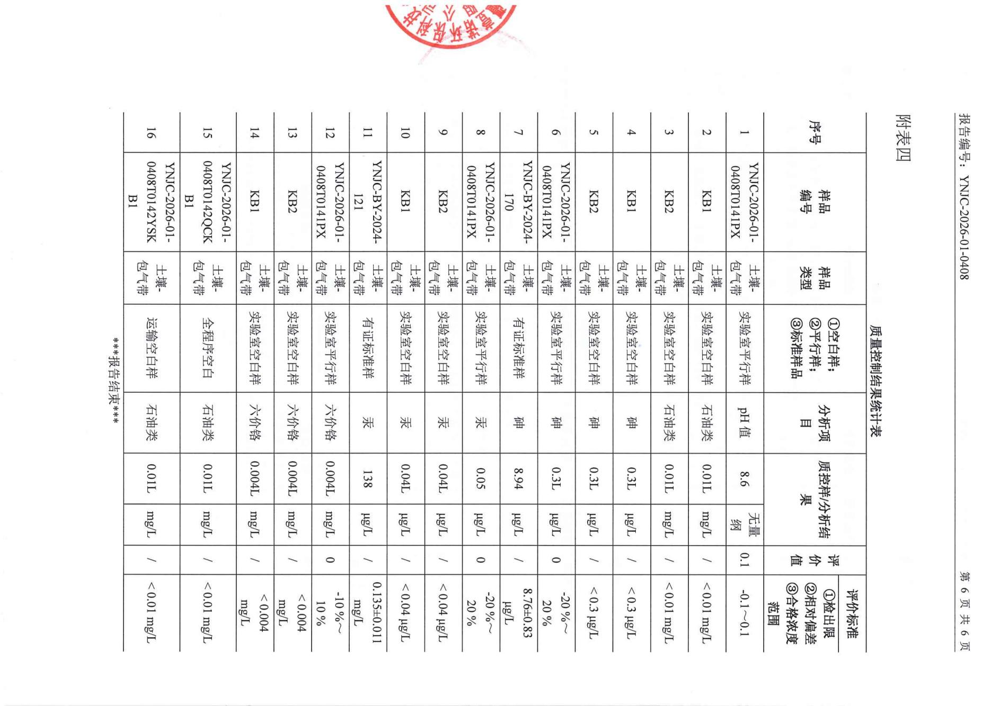 报告编号：YNJC-2026-01-0408
第 6 页 共 6 页
附表四
质量控制结果统计表
序号 样品编号 样品类型 ①空白样；②平行样；③标准样品 分析项目 质控样/分析结果 评价值 评价标准 ①检出限②相对偏差③合格浓度范围
1 YNJC-2026-01-0408T0141PX 土壤-包气带 实验室平行样 pH 值 8.6 无量纲 0.1 -0.1～0.1
2 KB1 土壤-包气带 实验室空白样 石油类 0.01L mg/L / ＜0.01 mg/L
3 KB2 土壤-包气带 实验室空白样 石油类 0.01L mg/L / ＜0.01 mg/L
4 KB1 土壤-包气带 实验室空白样 砷 0.3L μg/L / ＜0.3 μg/L
5 KB2 土壤-包气带 实验室空白样 砷 0.3L μg/L / ＜0.3 μg/L
6 YNJC-2026-01-0408T0141PX 土壤-包气带 实验室平行样 砷 0.3L μg/L 0 -20％～20％
7 YNJC-BY-2024-170 土壤-包气带 有证标准样 砷 8.94 μg/L / 8.76±0.83 μg/L
8 YNJC-2026-01-0408T0141PX 土壤-包气带 实验室平行样 汞 0.05 μg/L 0 -20％～20％
9 KB2 土壤-包气带 实验室空白样 汞 0.04L μg/L / ＜0.04 μg/L
10 KB1 土壤-包气带 实验室空白样 汞 0.04L μg/L / ＜0.04 μg/L
11 YNJC-BY-2024-121 土壤-包气带 有证标准样 汞 138 μg/L / 0.135±0.011 mg/L
12 YNJC-2026-01-0408T0141PX 土壤-包气带 实验室平行样 六价铬 0.004L mg/L 0 -10％～10％
13 KB2 土壤-包气带 实验室空白样 六价铬 0.004L mg/L / ＜0.004 mg/L
14 KB1 土壤-包气带 实验室空白样 六价铬 0.004L mg/L / ＜0.004 mg/L
15 YNJC-2026-01-0408T0142QCKB1 土壤-包气带 全程序空白 石油类 0.01L mg/L / ＜0.01 mg/L
16 YNJC-2026-01-0408T0142YSKB1 土壤-包气带 运输空白样 石油类 0.01L mg/L / ＜0.01 mg/L
***报告结束***
壹诺环保科技
限公司